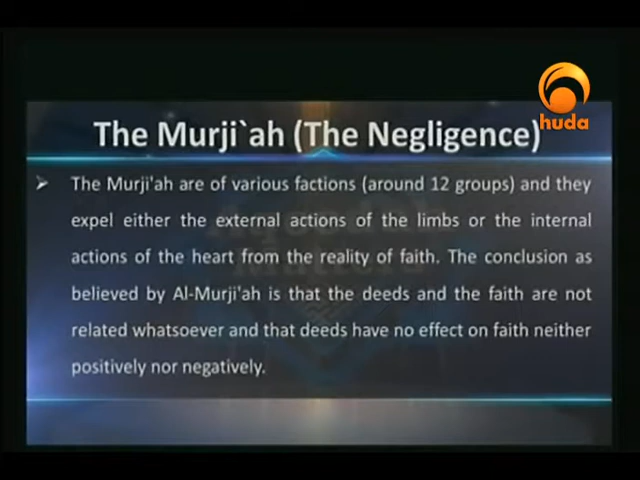 huda
The Murji`ah (The Negligence)
The Murji'ah are of various factions (around 12 groups) and they
expel either the external actions of the limbs or the internal
actions of the heart from the reality of faith. The conclusion as
believed by Al-Murji'ah is that the deeds and the faith are not
related whatsoever and that deeds have no effect on faith neither
positively nor negatively.